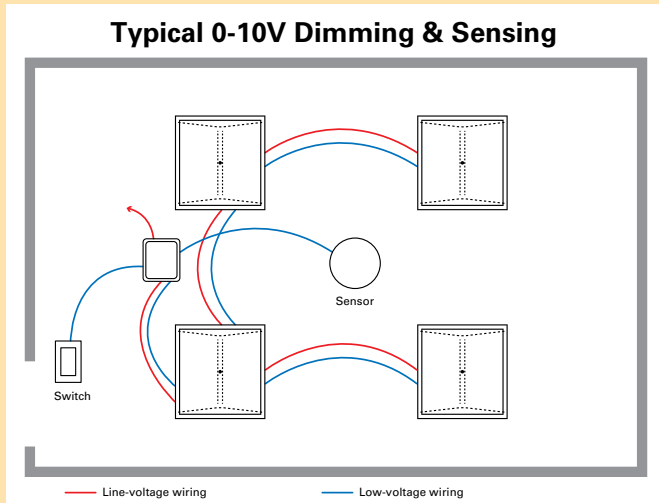 Typical 0-10V Dimming & Sensing
Sensor
Switch
Line-voltage wiring
Low-voltage wiring